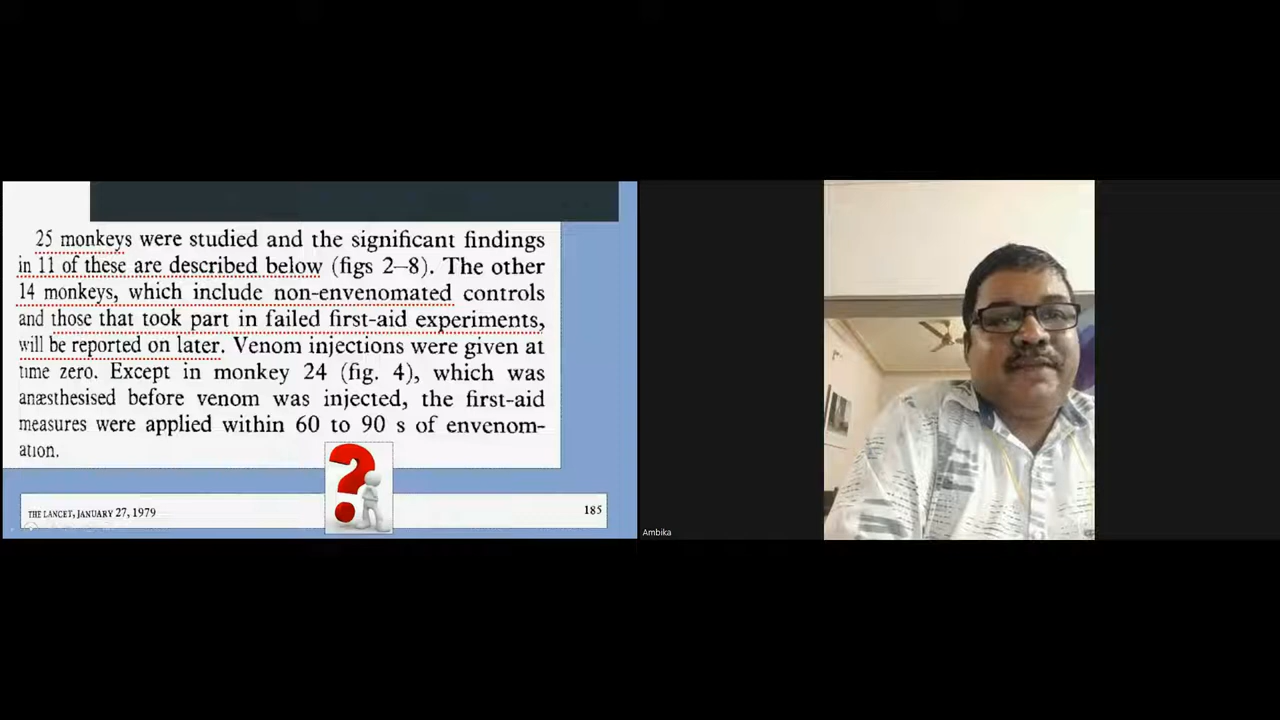 25 monkeys were studied and the significant findings
in 11 of these are described below (figs 2–8). The other
14 monkeys, which include non-envenomated controls
and those that took part in failed first-aid experiments,
will be reported on later. Venom injections were given at
time zero. Except in monkey 24 (fig. 4), which was
anæsthesised before venom was injected, the first-aid
measures were applied within 60 to 90 s of envenom-
ation.
?
THE LANCET, JANUARY 27, 1979 185
Ambika